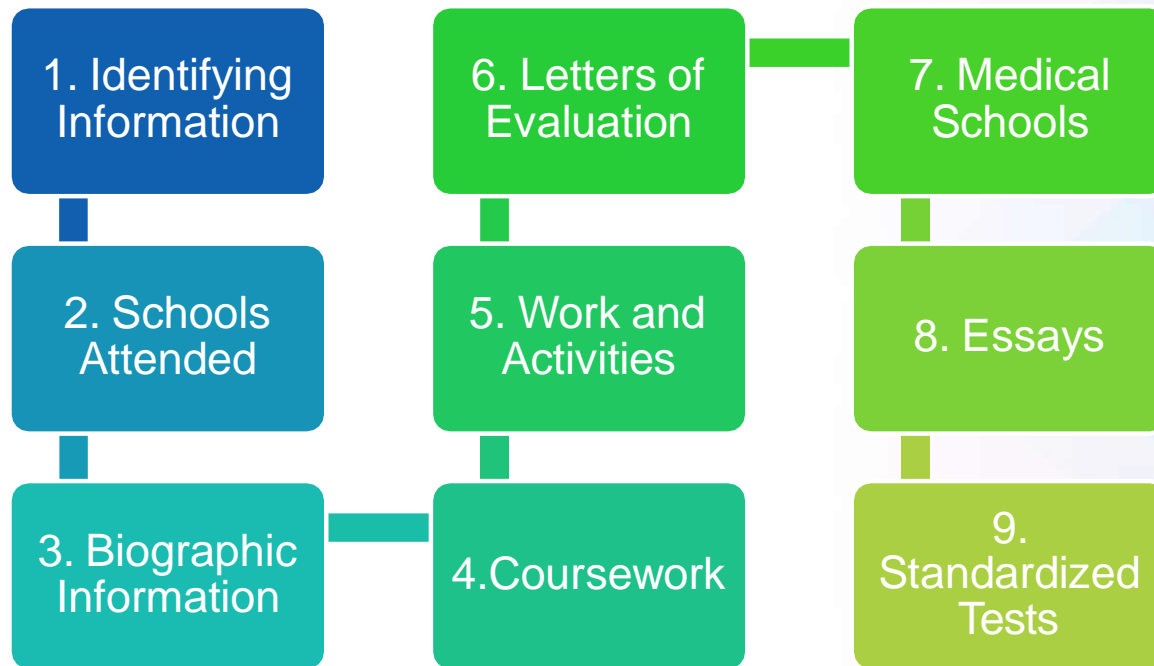 1. Identifying
Information
2. Schools
Attended
3. Biographic
Information
4.Coursework
5. Work and
Activities
6. Letters of
Evaluation
7. Medical
Schools
8. Essays
9.
Standardized
Tests